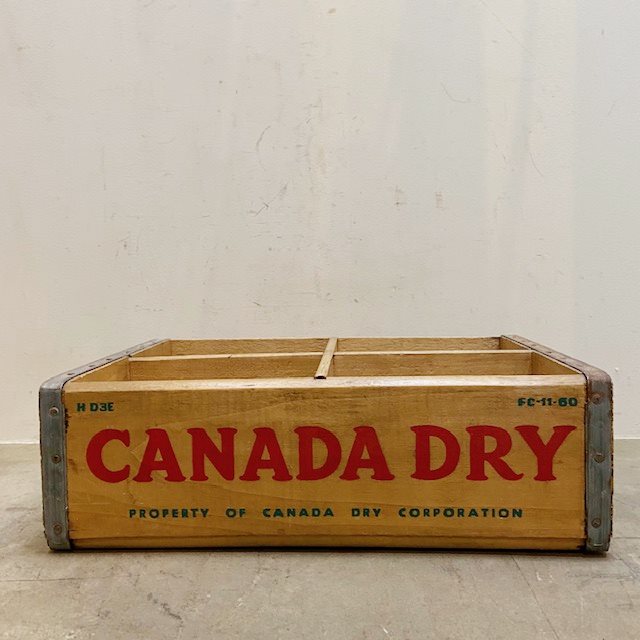 H D3E FC-11-60
CANADA DRY
PROPERTY OF CANADA DRY CORPORATION